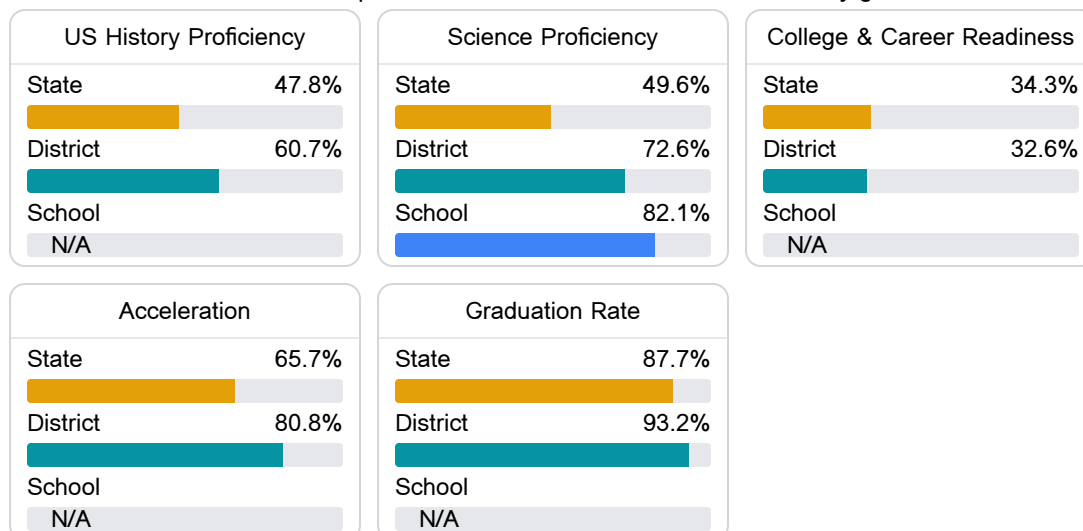 US History Proficiency
State 47.8%
District 60.7%
School
N/A
Science Proficiency
State 49.6%
District 72.6%
School 82.1%
College & Career Readiness
State 34.3%
District 32.6%
School
N/A
Acceleration
State 65.7%
District 80.8%
School
N/A
Graduation Rate
State 87.7%
District 93.2%
School
N/A